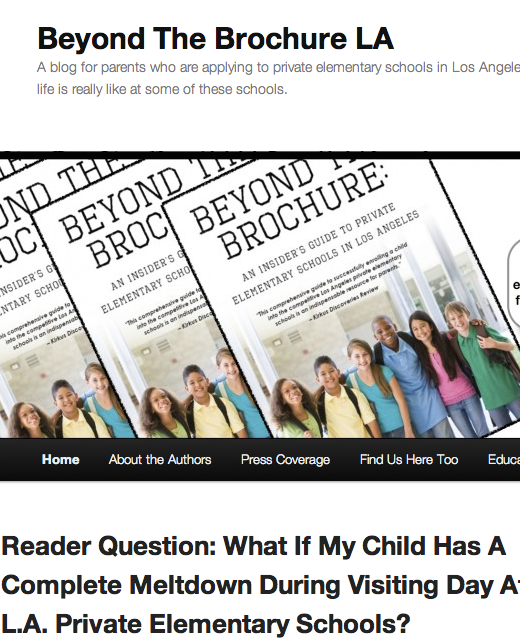 Beyond The Brochure LA
A blog for parents who are applying to private elementary schools in Los Angele
life is really like at some of these schools.
BEYOND TH
BROCHURE:
AN INSIDER'S GUIDE TO PRIVATE
ELEMENTARY SCHOOLS IN LOS ANGELES
"This comprehensive guide to successfully enrolling a child
into the competitive Los Angeles private elementary
schools is an indispensable resource for parents."
– Kirkus Discoveries Review
Home About the Authors Press Coverage Find Us Here Too Educa
Reader Question: What If My Child Has A
Complete Meltdown During Visiting Day At
L.A. Private Elementary Schools?